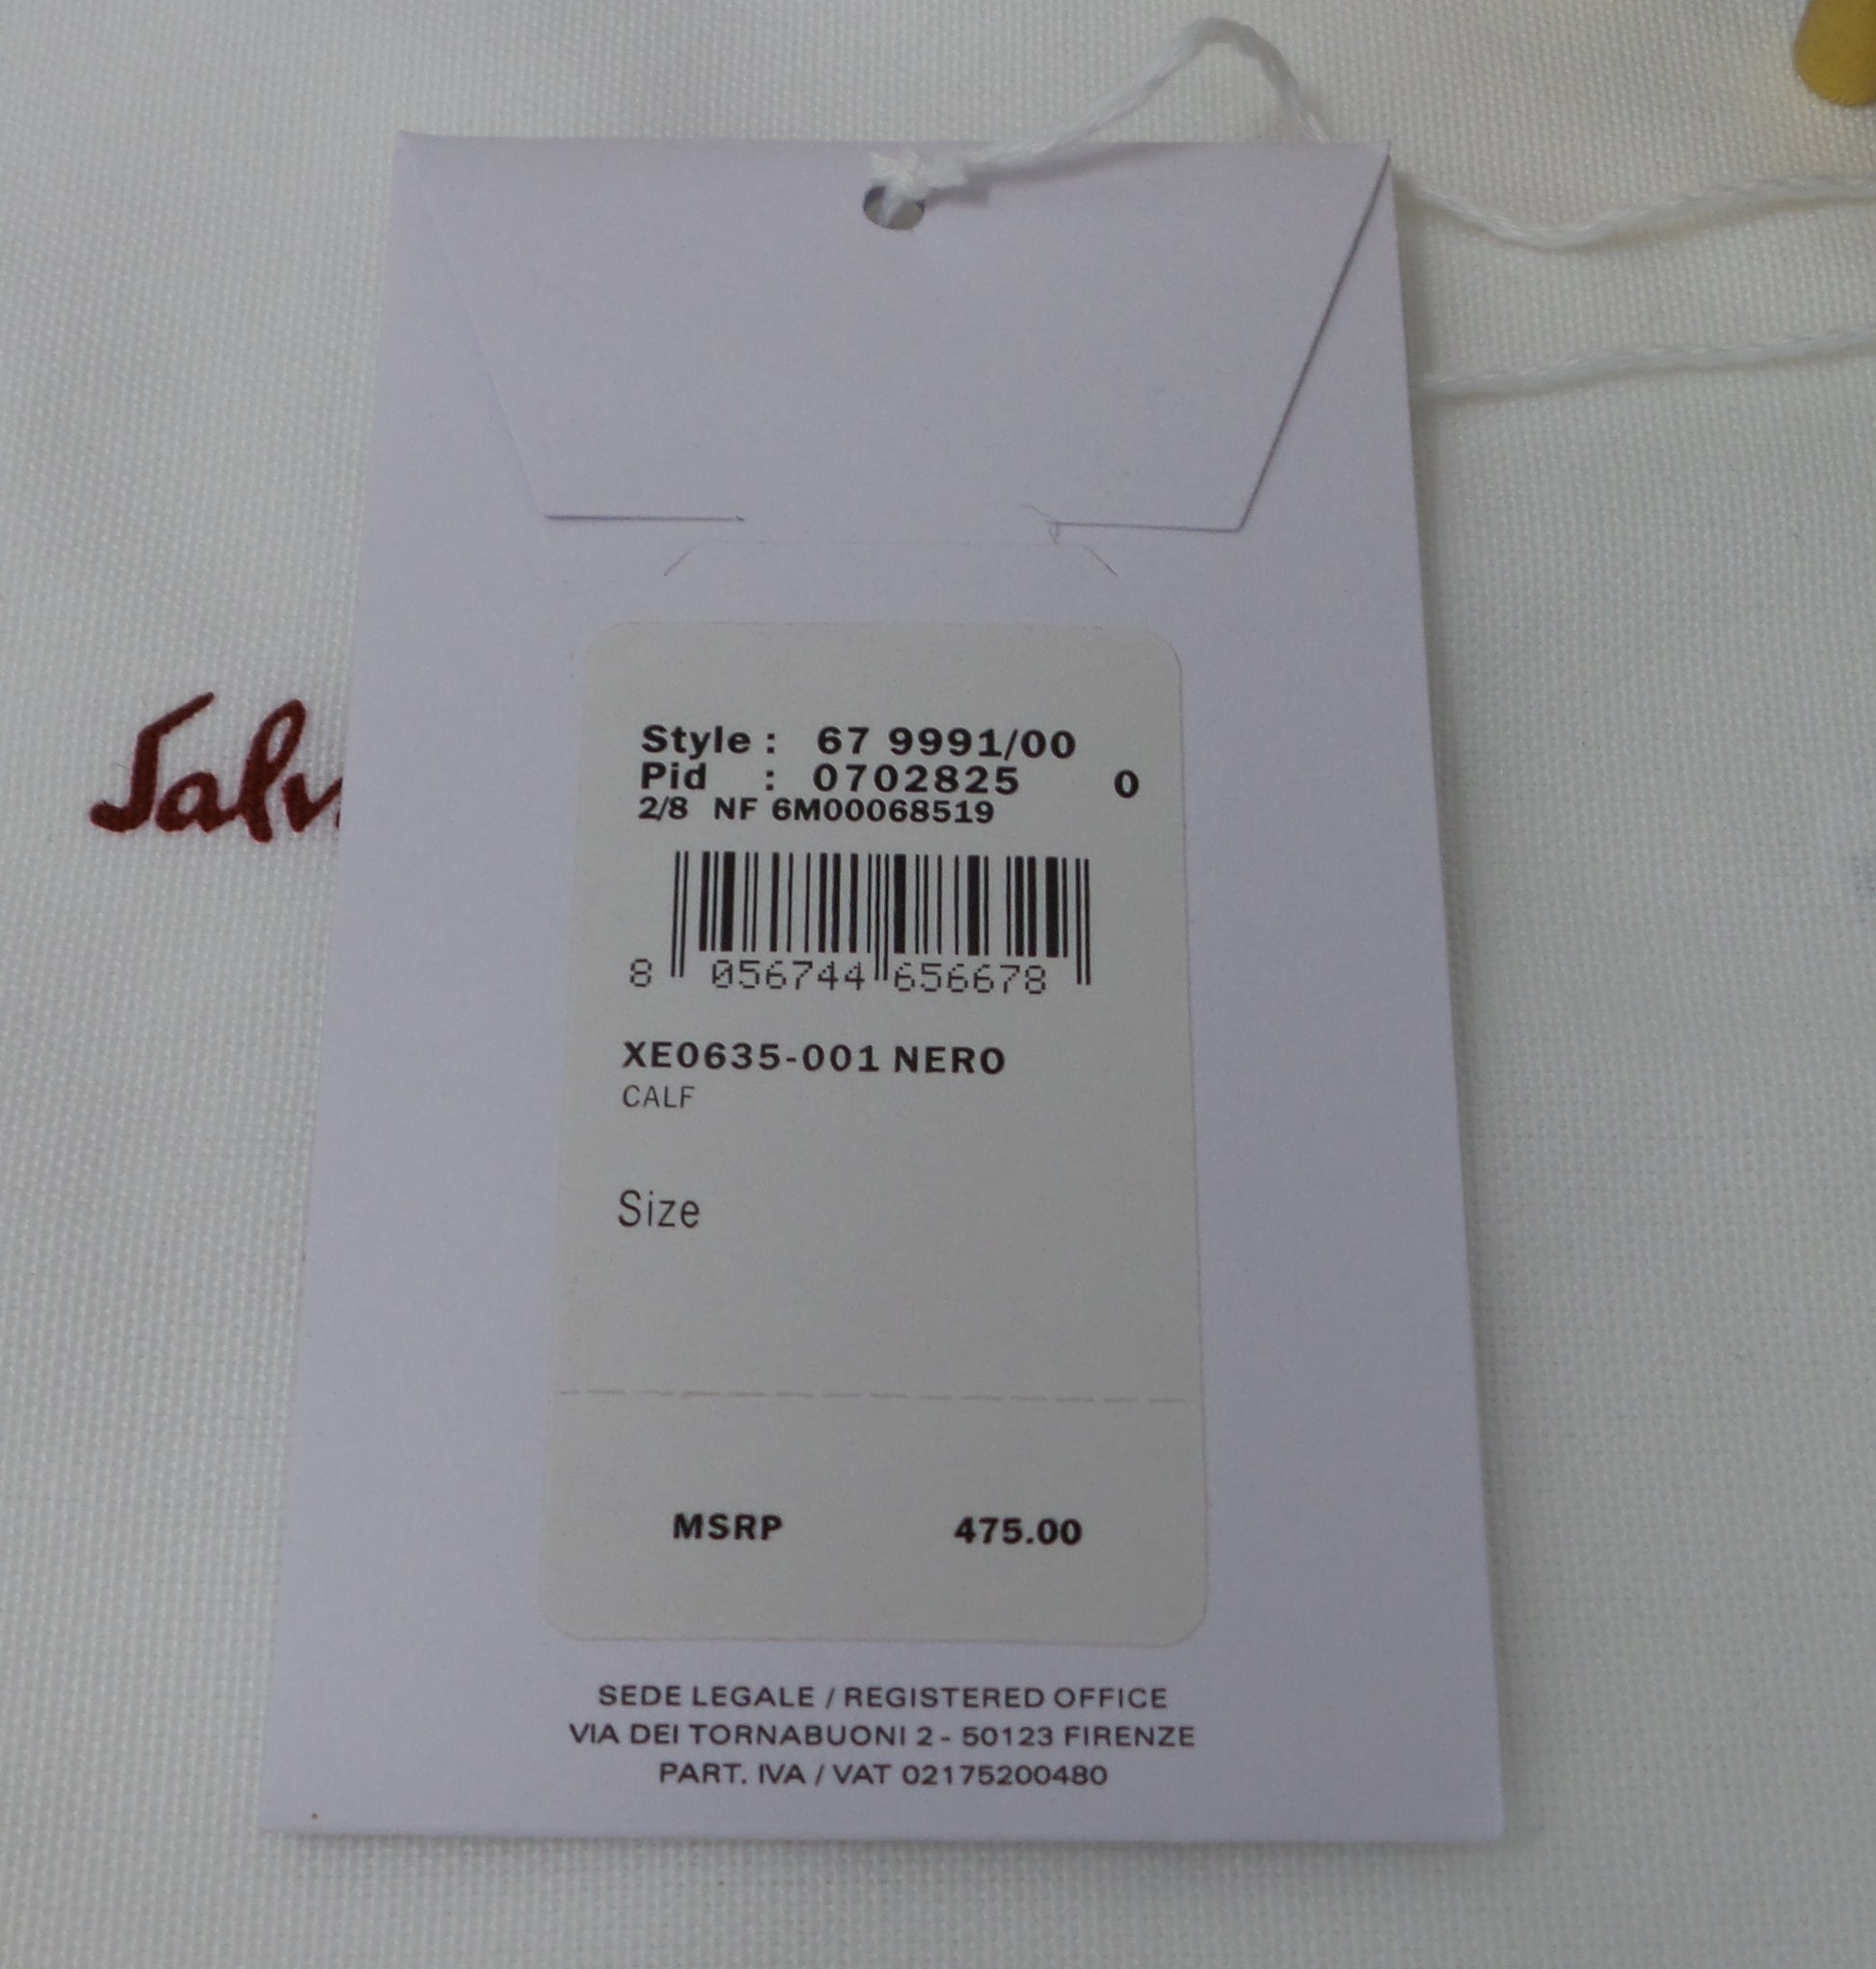 Style : 67 9991/00
Pid : 0702825 0
2/8 NF 6M00068519
8 056744 656678
XE0635-001 NERO
CALF
Size
MSRP 475.00
SEDE LEGALE / REGISTERED OFFICE
VIA DEI TORNABUONI 2 - 50123 FIRENZE
PART. IVA / VAT 02175200480
Salv